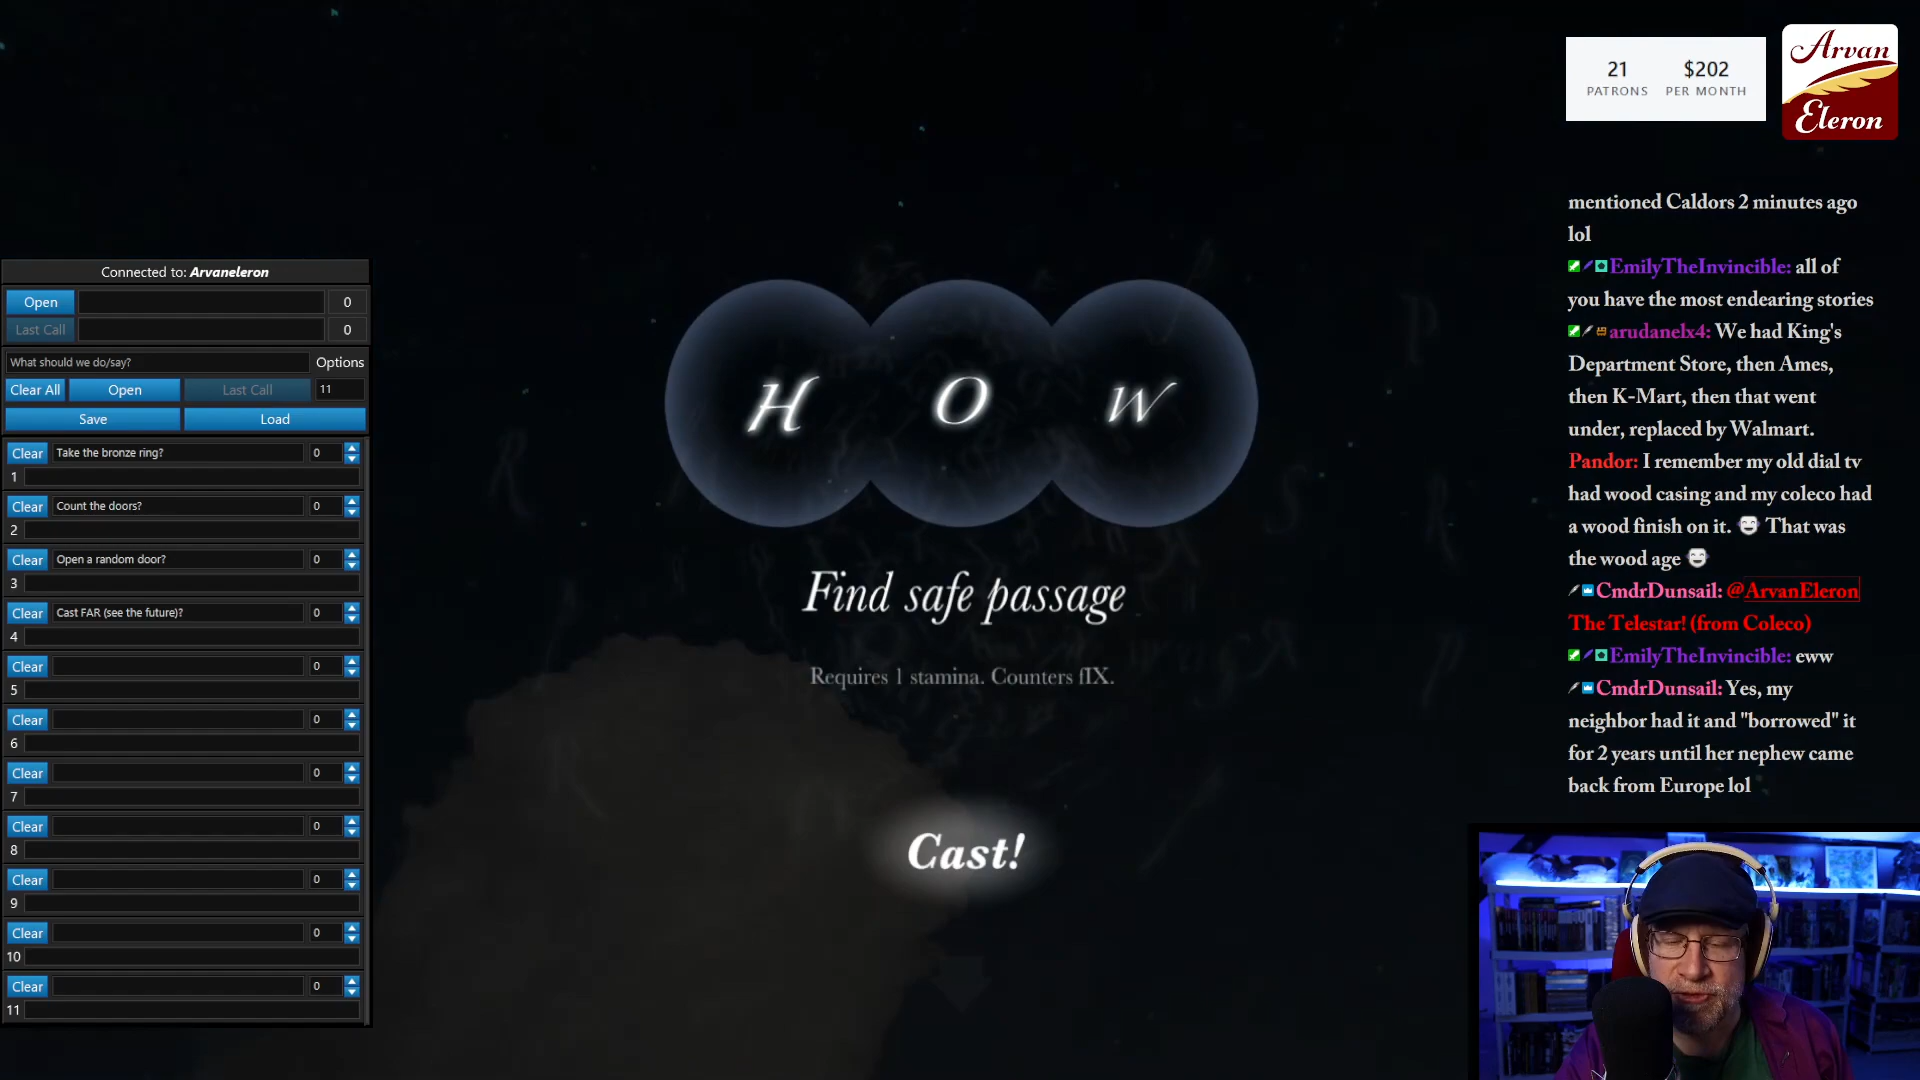 Connected to: Arvaneleron
Open 0
Last Call 0
What should we do/say? Options
Clear All Open Last Call 11
Save Load
Clear Take the bronze ring? 0
1
Clear Count the doors? 0
2
Clear Open a random door? 0
3
Clear Cast FAR (see the future)? 0
4
Clear 0
5
Clear 0
6
Clear 0
7
Clear 0
8
Clear 0
9
Clear 0
10
Clear 0
11
H O W
Find safe passage
Requires 1 stamina. Counters fIX.
Cast!
21 $202
PATRONS PER MONTH
Arvan
Eleron
mentioned Caldors 2 minutes ago
lol
EmilyTheInvincible: all of
you have the most endearing stories
arudanelx4: We had King's
Department Store, then Ames,
then K-Mart, then that went
under, replaced by Walmart.
Pandor: I remember my old dial tv
had wood casing and my coleco had
a wood finish on it. That was
the wood age
CmdrDunsail: @ArvanEleron
The Telestar! (from Coleco)
EmilyTheInvincible: eww
CmdrDunsail: Yes, my
neighbor had it and "borrowed" it
for 2 years until her nephew came
back from Europe lol